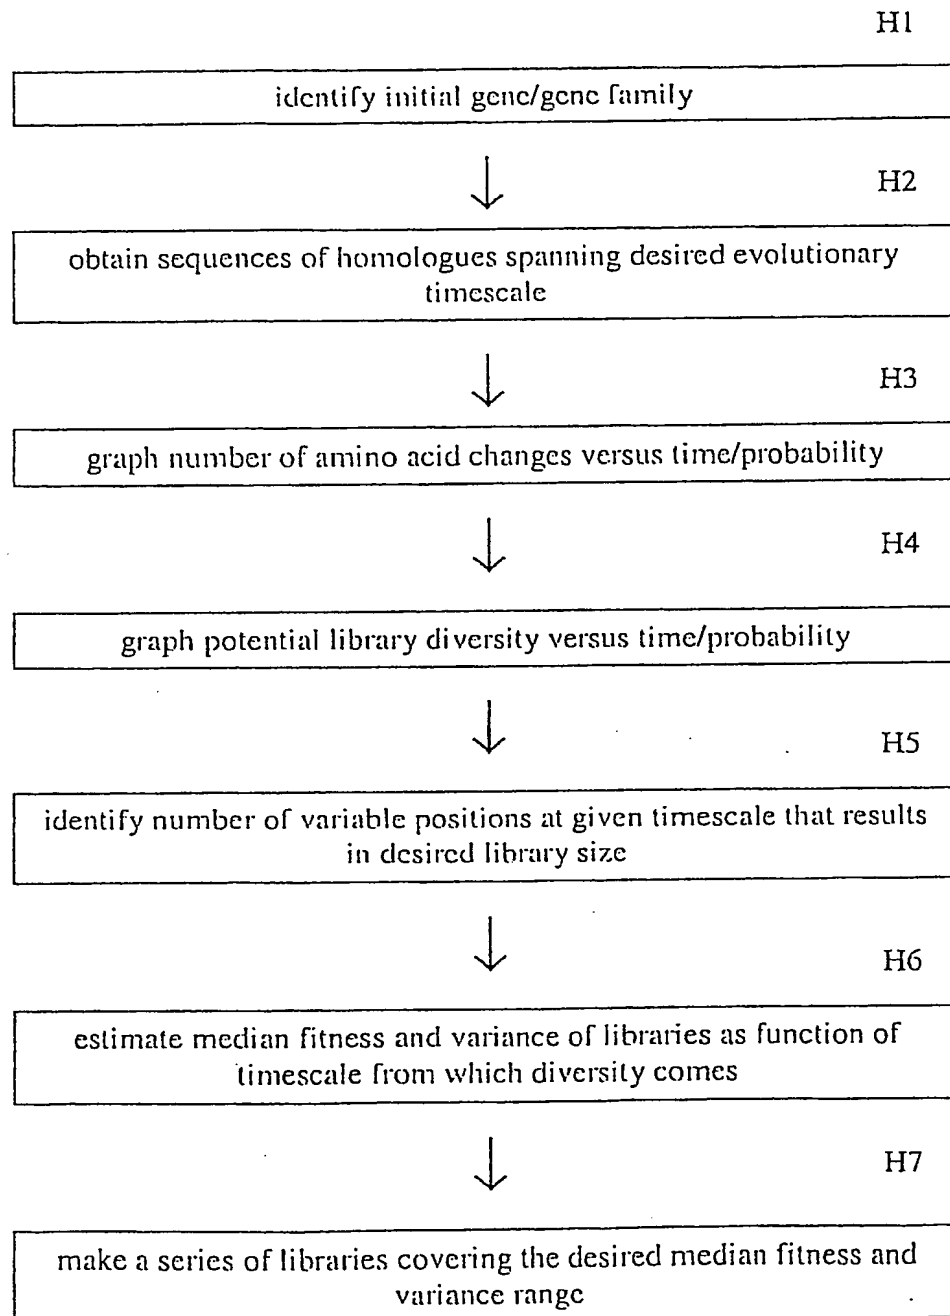 H1
identify initial gene/gene family
H2
obtain sequences of homologues spanning desired evolutionary
timescale
H3
graph number of amino acid changes versus time/probability
H4
graph potential library diversity versus time/probability
H5
identify number of variable positions at given timescale that results
in desired library size
H6
estimate median fitness and variance of libraries as function of
timescale from which diversity comes
H7
make a series of libraries covering the desired median fitness and
variance range